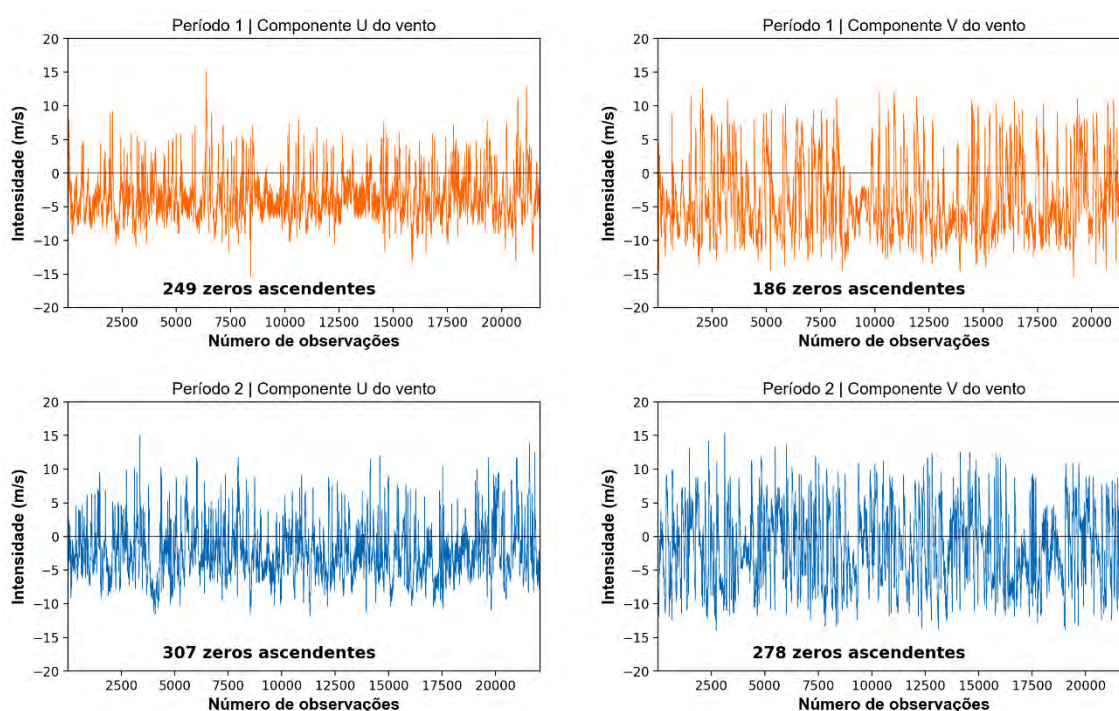 Período 1 | Componente U do vento
20
15
10
5
0
−5
−10
−15
−20
Intensidade (m/s)
249 zeros ascendentes
2500 5000 7500 10000 12500 15000 17500 20000
Número de observações
Período 1 | Componente V do vento
20
15
10
5
0
−5
−10
−15
−20
Intensidade (m/s)
186 zeros ascendentes
2500 5000 7500 10000 12500 15000 17500 20000
Número de observações
Período 2 | Componente U do vento
20
15
10
5
0
−5
−10
−15
−20
Intensidade (m/s)
307 zeros ascendentes
2500 5000 7500 10000 12500 15000 17500 20000
Número de observações
Período 2 | Componente V do vento
20
15
10
5
0
−5
−10
−15
−20
Intensidade (m/s)
278 zeros ascendentes
2500 5000 7500 10000 12500 15000 17500 20000
Número de observações